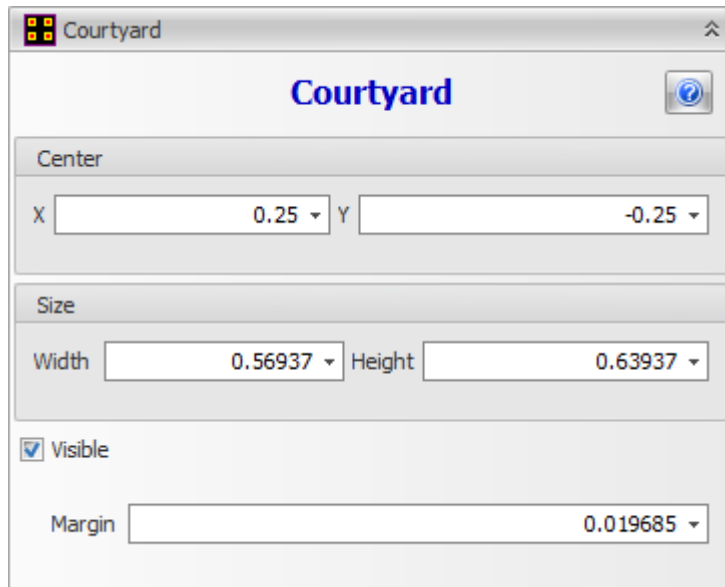 Courtyard
Courtyard
Center
X 0.25 Y -0.25
Size
Width 0.56937 Height 0.63937
Visible
Margin 0.019685